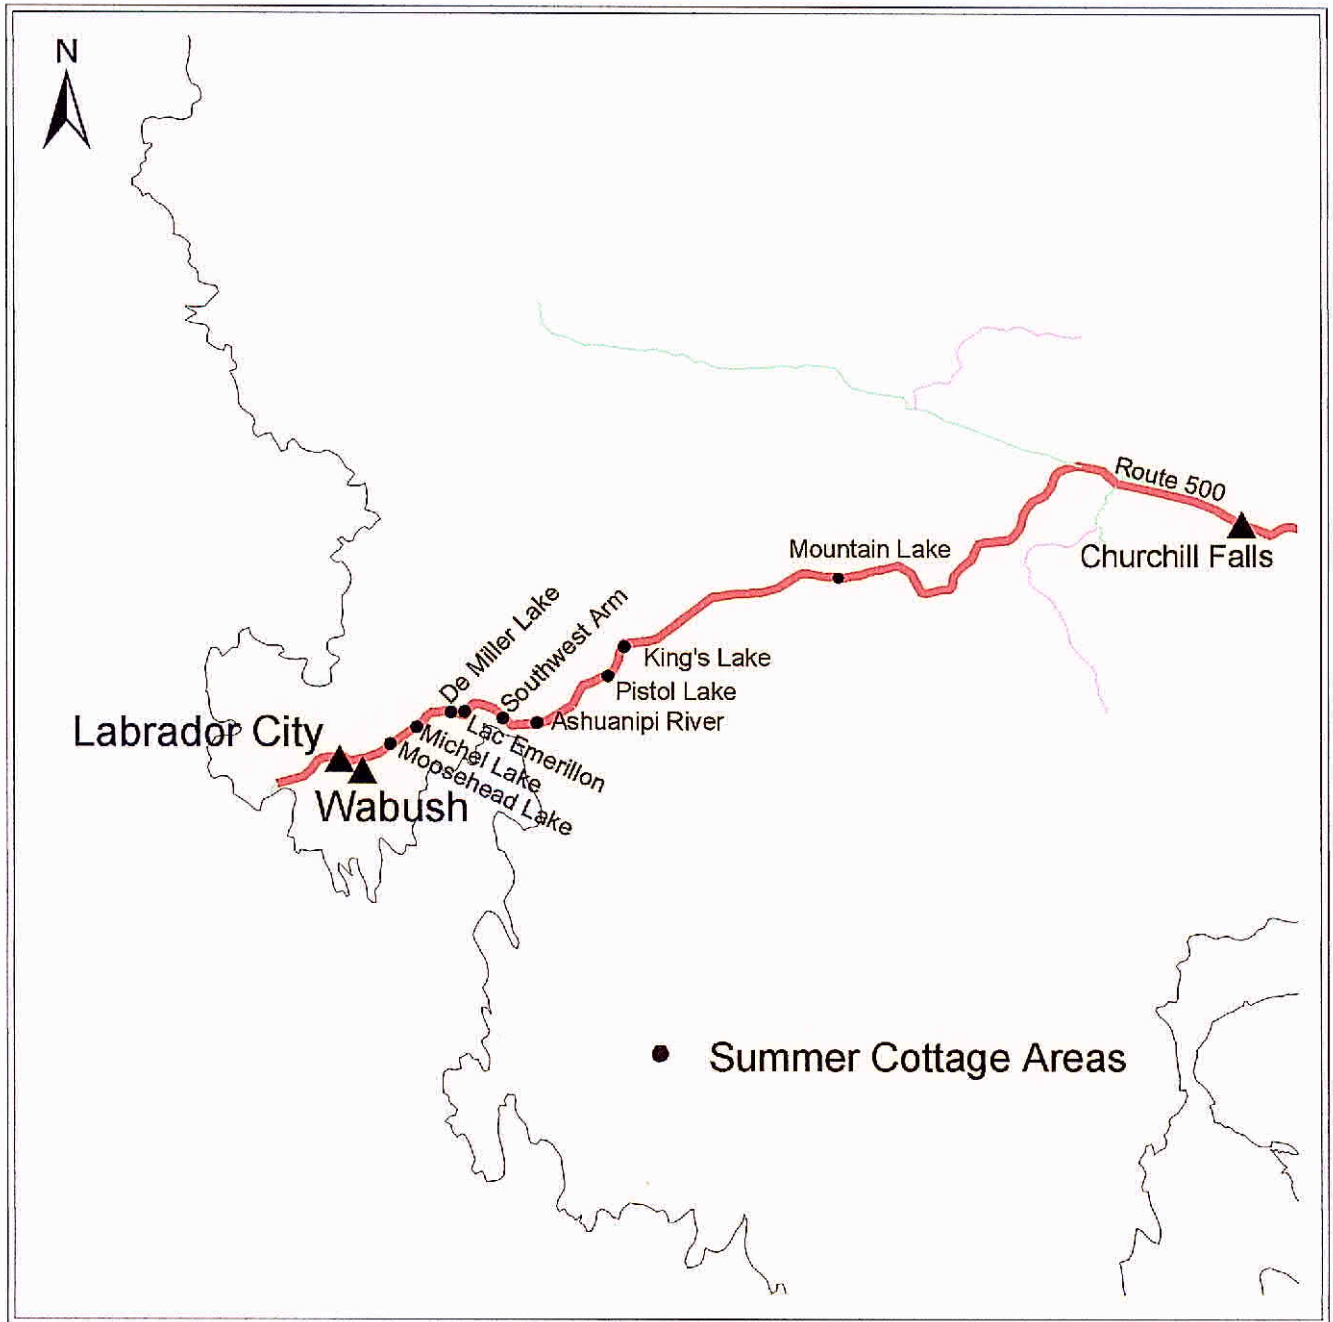 N
Route 500
Churchill Falls
Mountain Lake
De Miller Lake
Southwest Arm
King's Lake
Pistol Lake
Ashuanipi River
Lac Emerillon
Michel Lake
Moosehead Lake
Labrador City
Wabush
Summer Cottage Areas